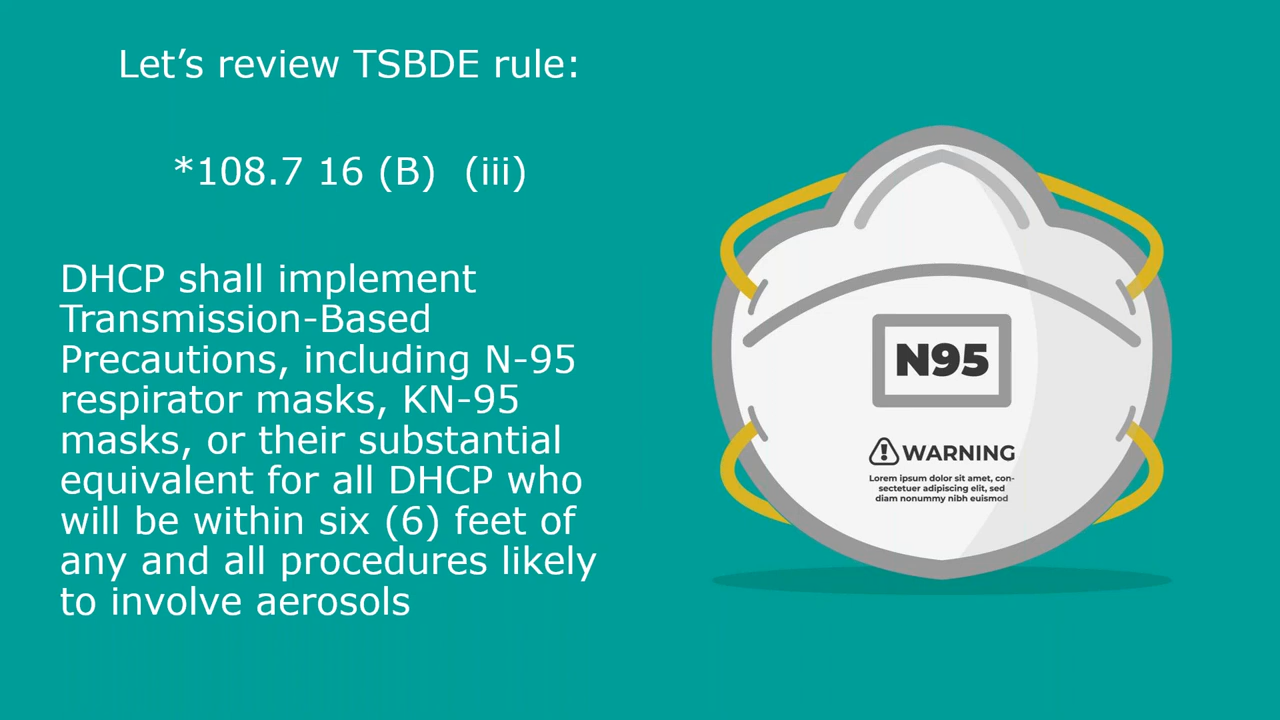 Let’s review TSBDE rule:
*108.7 16 (B)  (iii)
DHCP shall implement
Transmission-Based
Precautions, including N-95
respirator masks, KN-95
masks, or their substantial
equivalent for all DHCP who
will be within six (6) feet of
any and all procedures likely
to involve aerosols
N95
WARNING
Lorem ipsum dolor sit amet, con-
sectetuer adipiscing elit, sed
diam nonummy nibh euismod